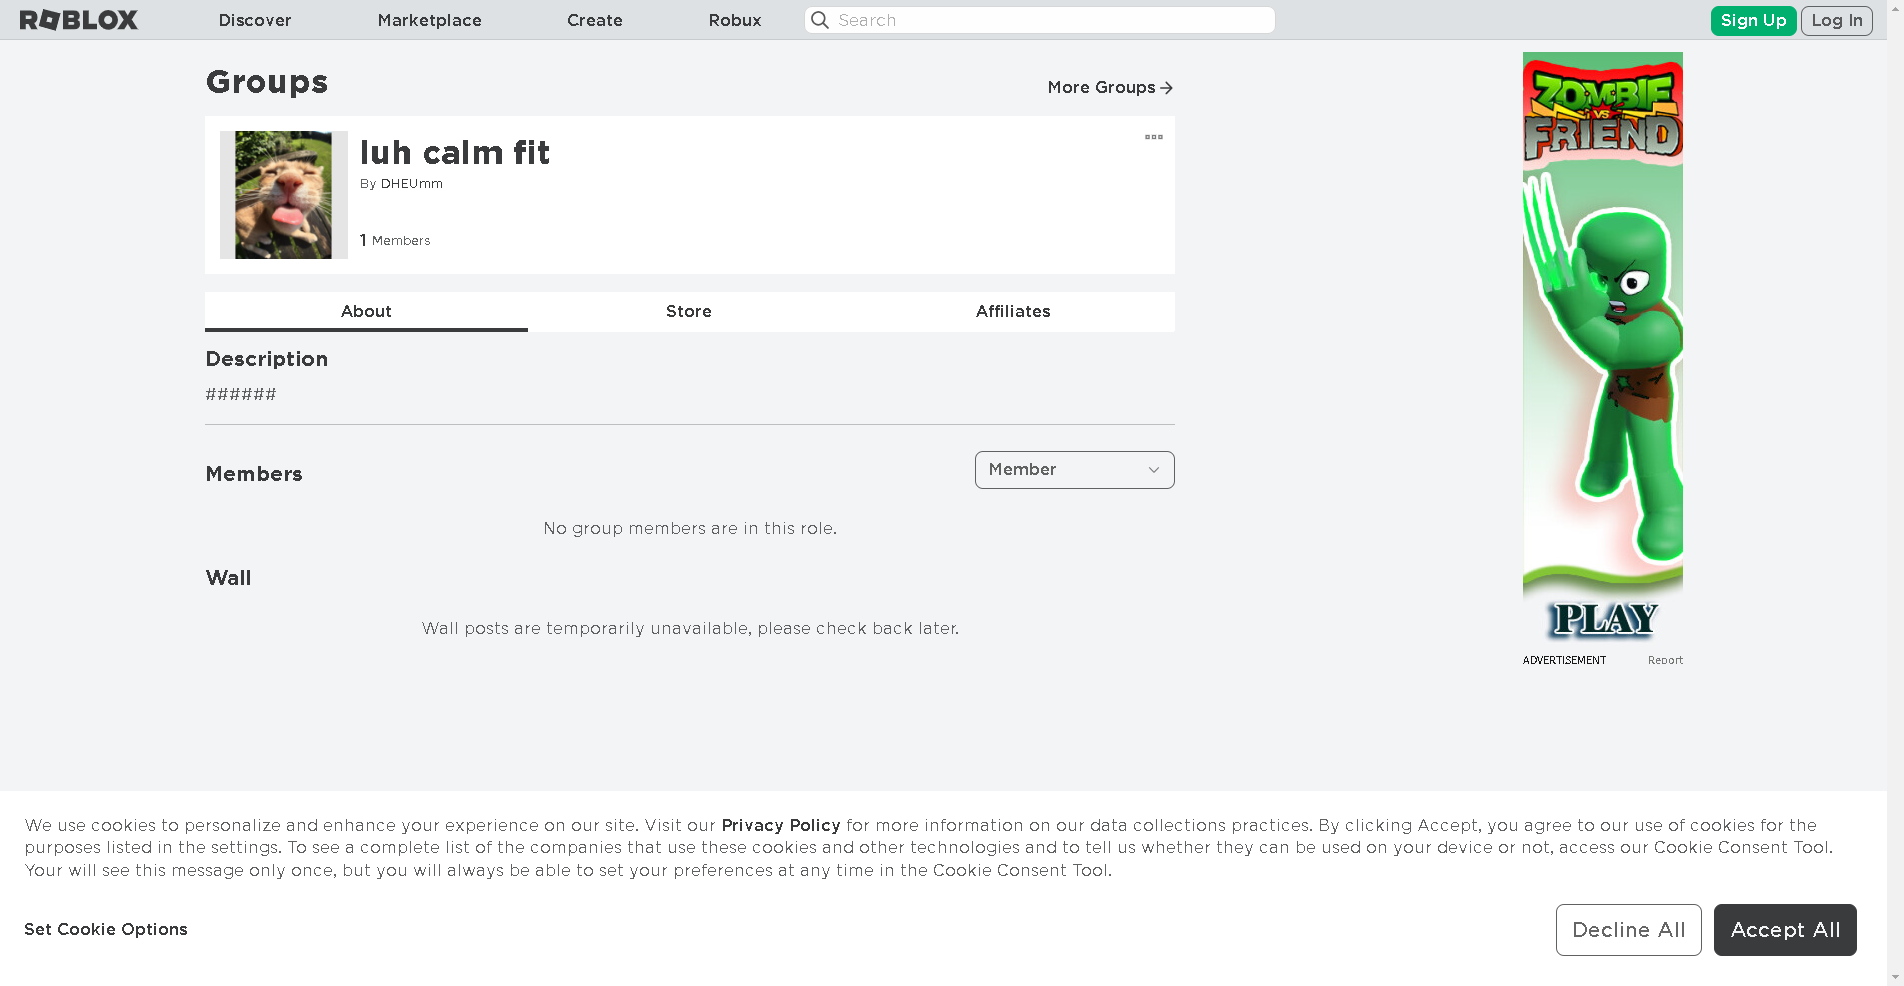 ROBLOX
Discover
Marketplace
Create
Robux
Search
Sign Up
Log In
Groups
More Groups
luh calm fit
By DHEUmm
1 Members
About
Store
Affiliates
Description
######
Members
Member
No group members are in this role.
Wall
Wall posts are temporarily unavailable, please check back later.
ZOMBIE
VS
FRIEND
PLAY
ADVERTISEMENT
Report
We use cookies to personalize and enhance your experience on our site. Visit our Privacy Policy for more information on our data collections practices. By clicking Accept, you agree to our use of cookies for the
purposes listed in the settings. To see a complete list of the companies that use these cookies and other technologies and to tell us whether they can be used on your device or not, access our Cookie Consent Tool.
Your will see this message only once, but you will always be able to set your preferences at any time in the Cookie Consent Tool.
Set Cookie Options
Decline All
Accept All